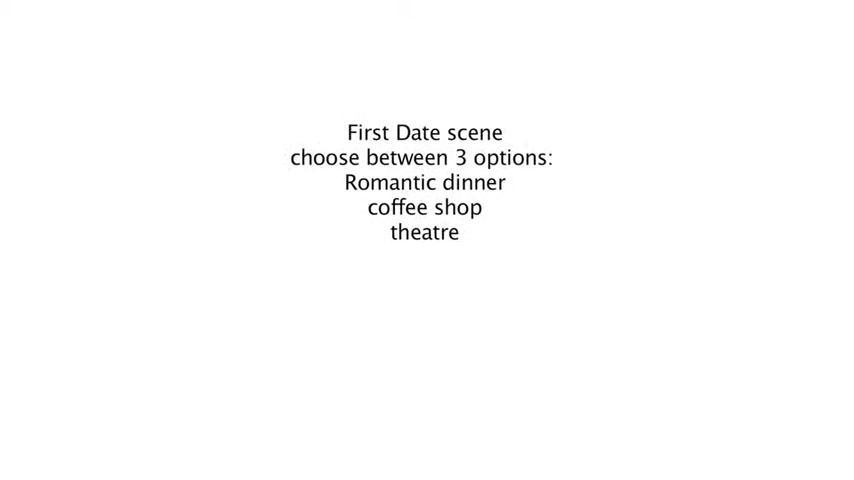 First Date scene
choose between 3 options:
Romantic dinner
coffee shop
theatre